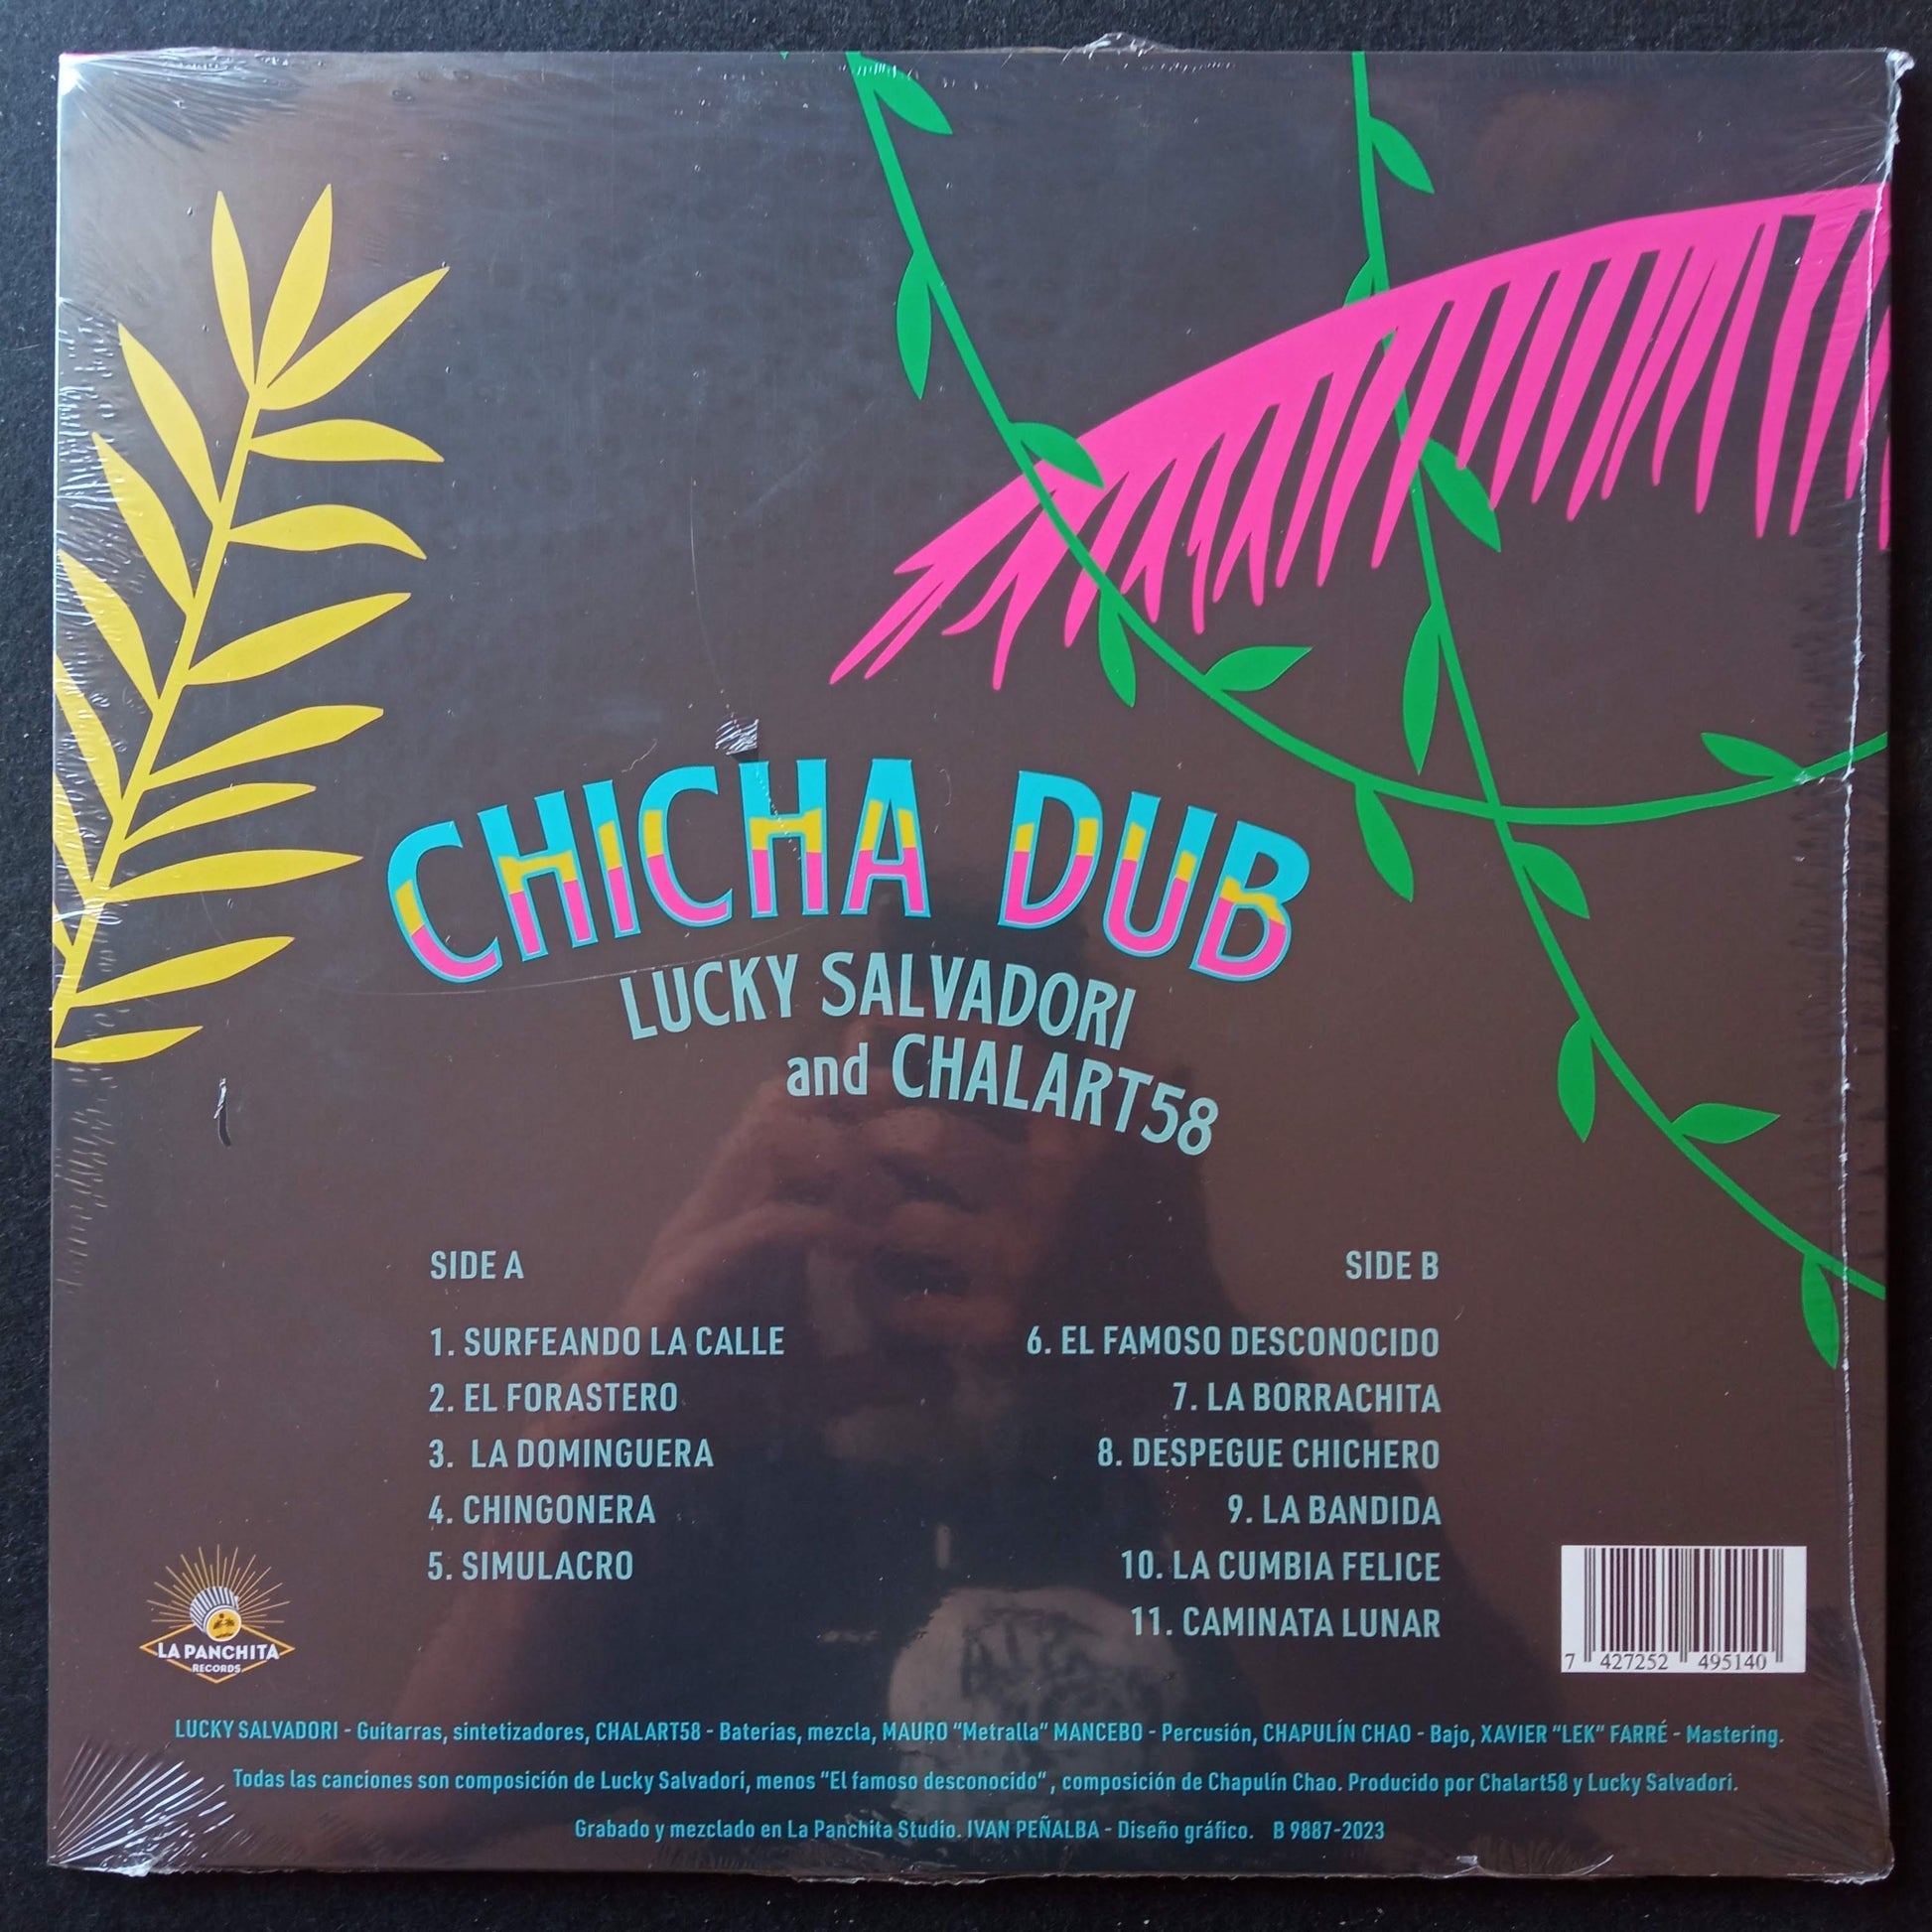 CHICHA DUB
LUCKY SALVADORI
and CHALART58
SIDE A
1. SURFEANDO LA CALLE
2. EL FORASTERO
3. LA DOMINGUERA
4. CHINGONERA
5. SIMULACRO
SIDE B
6. EL FAMOSO DESCONOCIDO
7. LA BORRACHITA
8. DESPEGUE CHICHERO
9. LA BANDIDA
10. LA CUMBIA FELICE
11. CAMINATA LUNAR
LA PANCHITA
RECORDS
7 427252 495140
LUCKY SALVADORI - Guitarras, sintetizadores, CHALART58 - Baterias, mezcla, MAURO “Metralla” MANCEBO - Percusión, CHAPULÍN CHAO - Bajo, XAVIER “LEK” FARRÉ - Mastering.
Todas las canciones son composición de Lucky Salvadori, menos “El famoso desconocido” , composición de Chapulín Chao. Producido por Chalart58 y Lucky Salvadori.
Grabado y mezclado en La Panchita Studio. IVAN PEÑALBA - Diseño gráfico. B 9887-2023